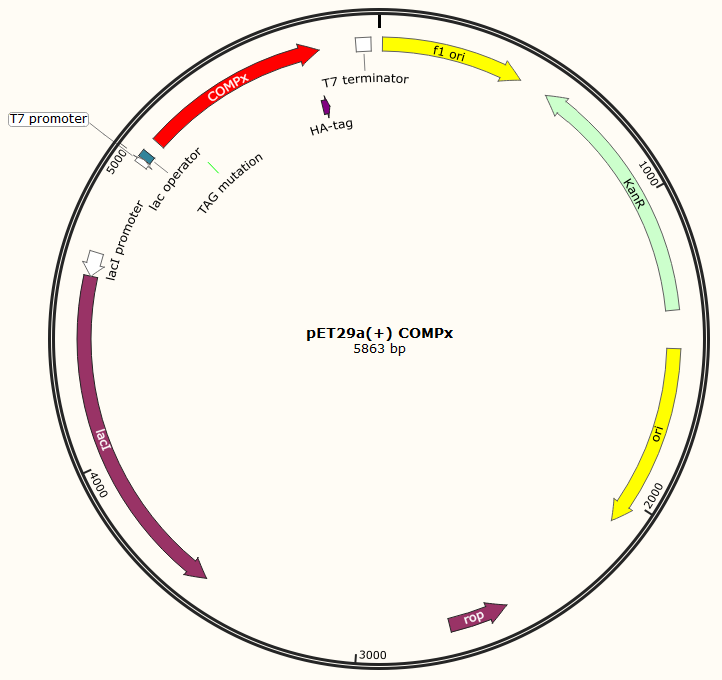 f1 ori
COMPx
T7 terminator
T7 promoter
HA-tag
5000
lac operator
TAG mutation
1000
KanR
lacI promoter
pET29a(+) COMPx
5863 bp
lacI
ori
4000
2000
rop
3000